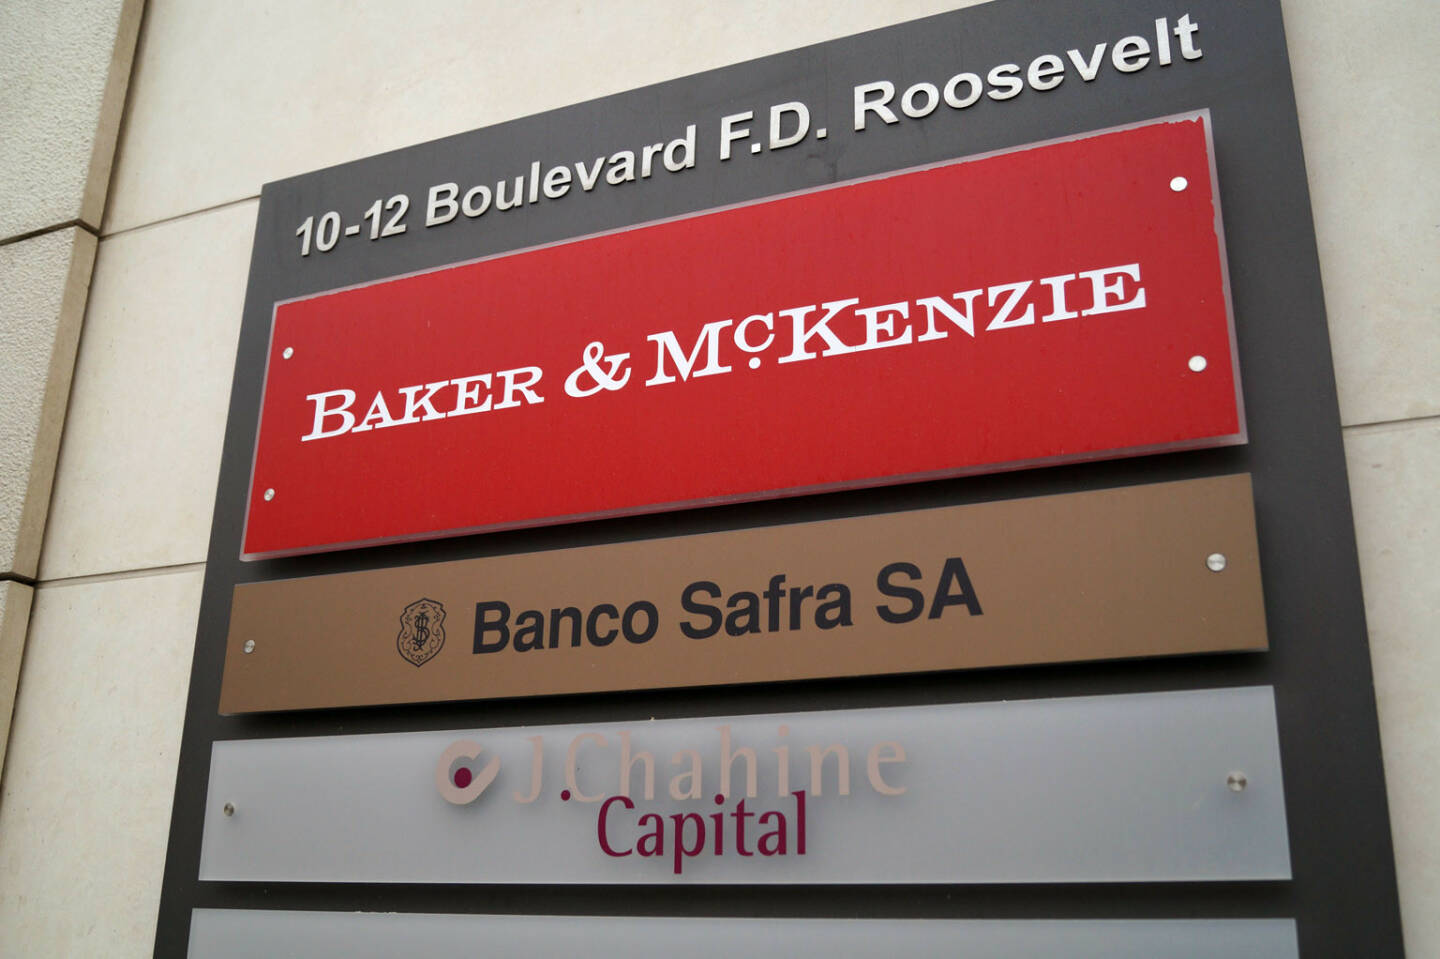 10-12 Boulevard F.D. Roosevelt
BAKER & MCKENZIE
Banco Safra SA
J.Chahine
Capital